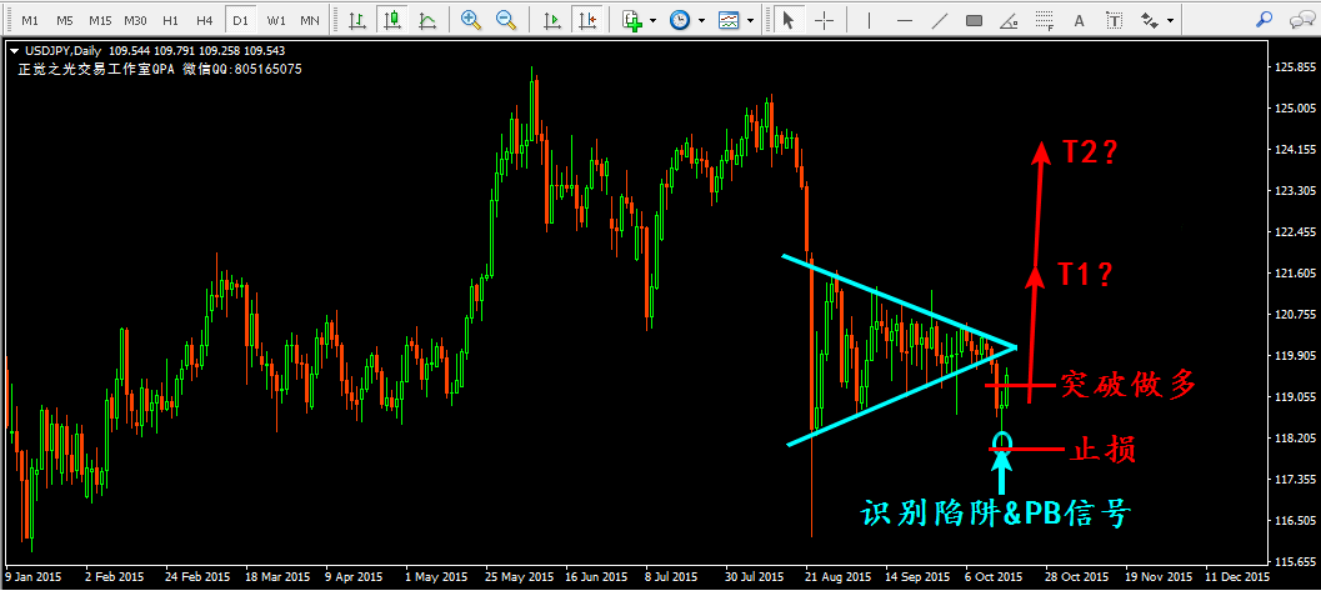 M1 M5 M15 M30 H1 H4 D1 W1 MN
F A T
USDJPY,Daily 109.544 109.791 109.258 109.543
正觉之光交易工作室QPA 微信QQ:805165075
125.855
125.005
T2?
124.155
123.305
122.455
T1?
121.605
120.755
119.905
突破做多
119.055
118.205
止损
117.355
识别陷阱&PB信号
116.505
115.655
9 Jan 2015 2 Feb 2015 24 Feb 2015 18 Mar 2015 9 Apr 2015 1 May 2015 25 May 2015 16 Jun 2015 8 Jul 2015 30 Jul 2015 21 Aug 2015 14 Sep 2015 6 Oct 2015 28 Oct 2015 19 Nov 2015 11 Dec 2015